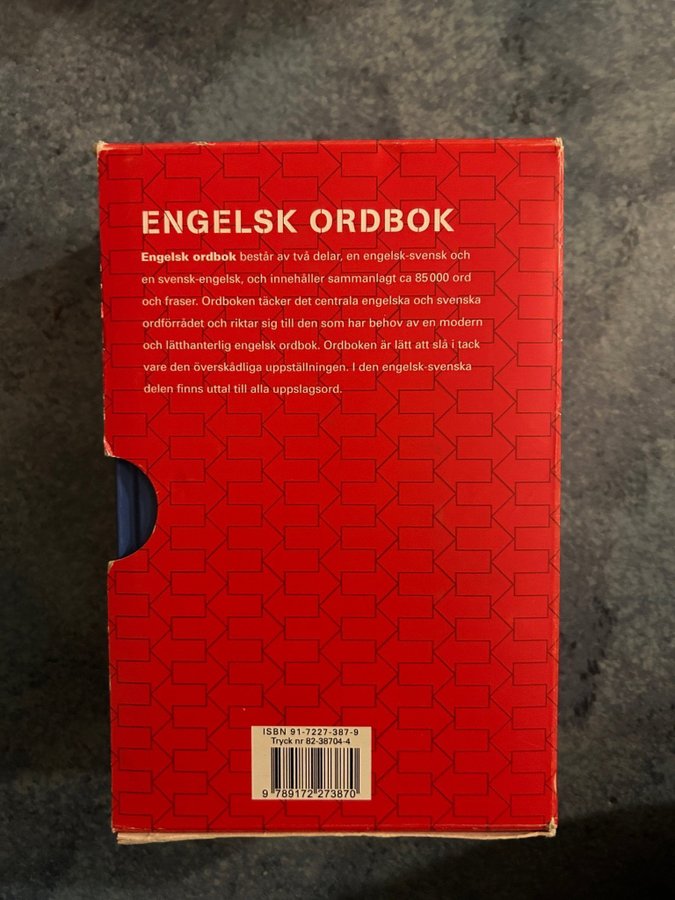 ENGELSK ORDBOK
Engelsk ordbok består av två delar, en engelsk-svensk och
en svensk-engelsk, och innehåller sammanlagt ca 85 000 ord
och fraser. Ordboken täcker det centrala engelska och svenska
ordförrådet och riktar sig till den som har behov av en modern
och lätthanterlig engelsk ordbok. Ordboken är lätt att slå i tack
vare den överskådliga uppställningen. I den engelsk-svenska
delen finns uttal till alla uppslagsord.
ISBN 91-7227-387-9
Tryck nr 82-38704-4
9 789172 273870